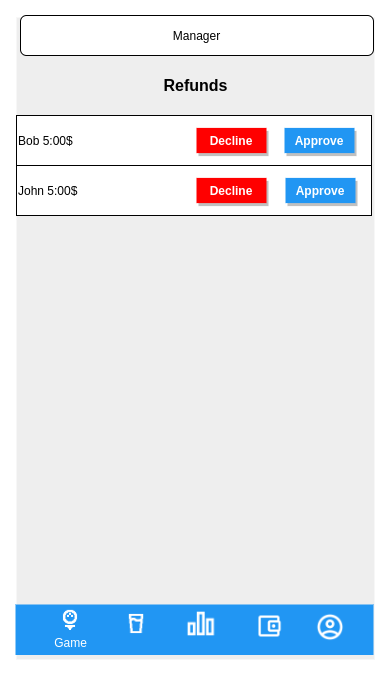 Manager
Refunds
Bob 5:00$ Decline Approve
John 5:00$ Decline Approve
Game